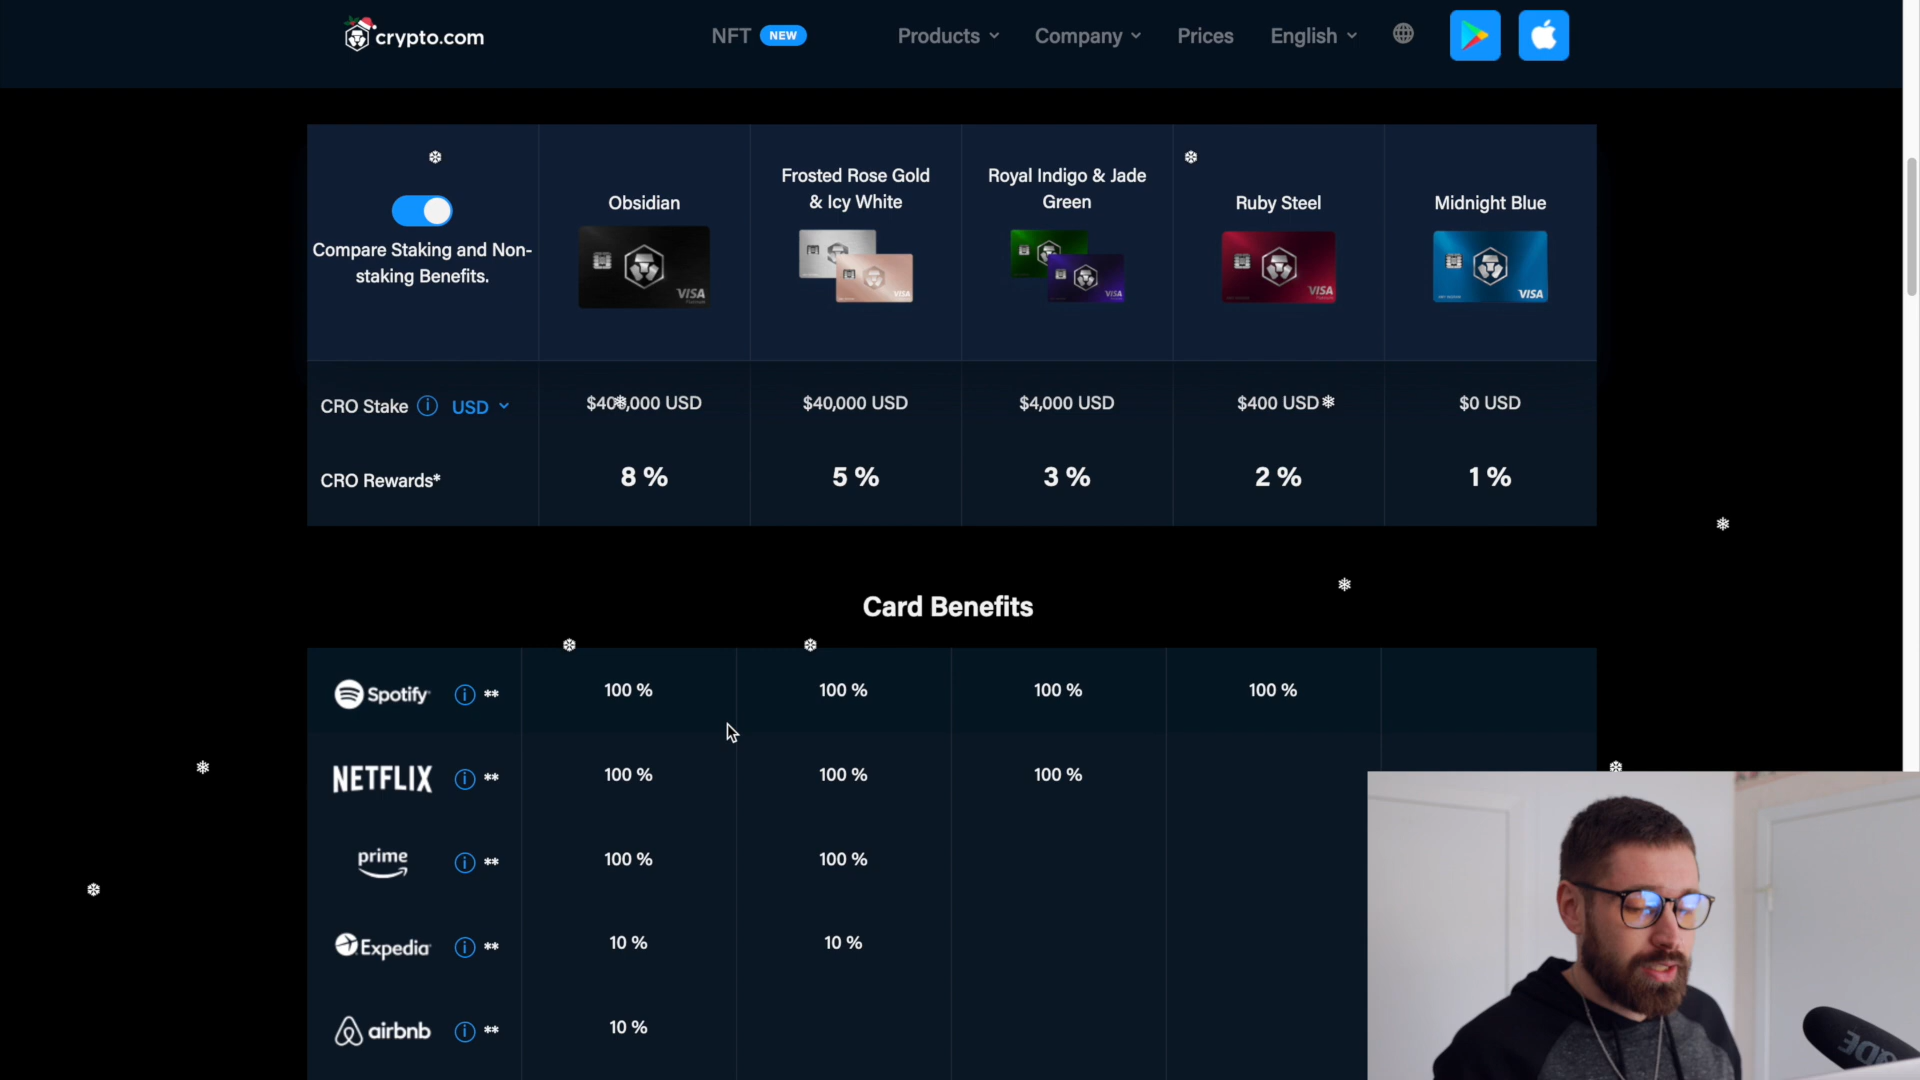 crypto.com
NFT NEW
Products
Company
Prices
English
Compare Staking and Non-
staking Benefits.
Obsidian
Frosted Rose Gold
& Icy White
Royal Indigo & Jade
Green
Ruby Steel
Midnight Blue
VISA
VISA
VISA
VISA
VISA
CRO Stake USD
$400,000 USD
$40,000 USD
$4,000 USD
$400 USD
$0 USD
CRO Rewards*
8 %
5 %
3 %
2 %
1 %
Card Benefits
Spotify **
100 %
100 %
100 %
100 %
NETFLIX **
100 %
100 %
100 %
prime **
100 %
100 %
Expedia **
10 %
10 %
airbnb **
10 %